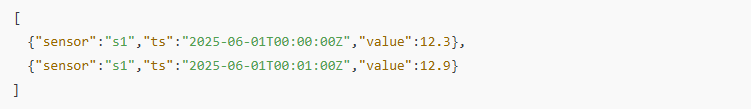 [
  {"sensor":"s1","ts":"2025-06-01T00:00:00Z","value":12.3},
  {"sensor":"s1","ts":"2025-06-01T00:01:00Z","value":12.9}
]